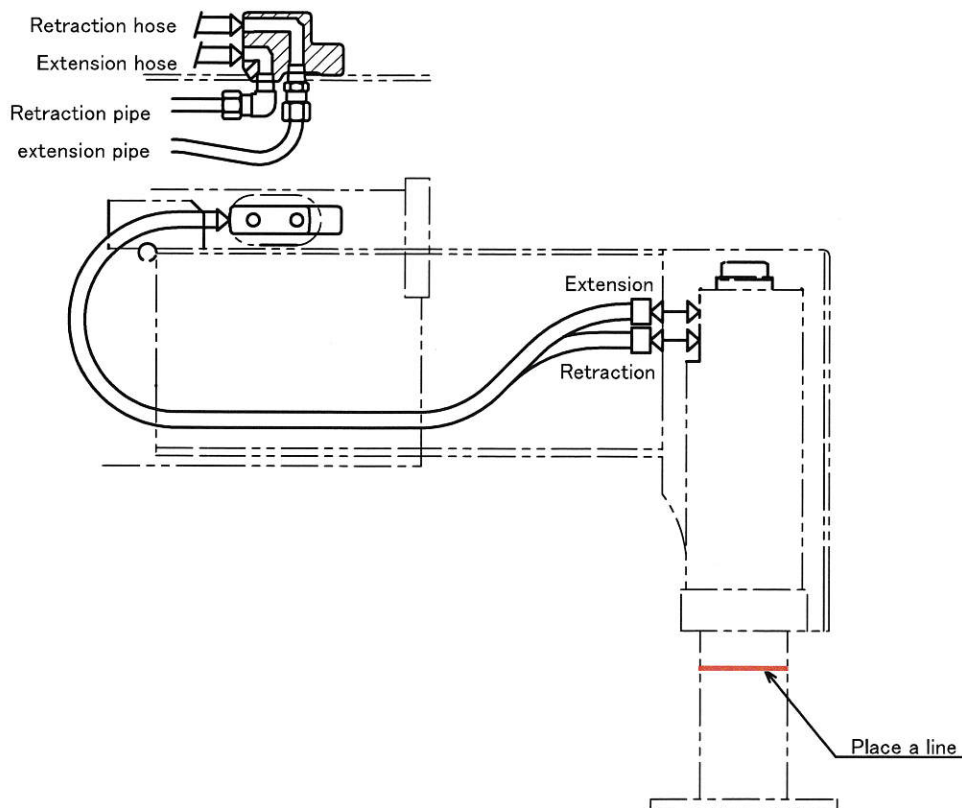 Retraction hose
Extension hose
Retraction pipe
extension pipe
Extension
Retraction
Place a line